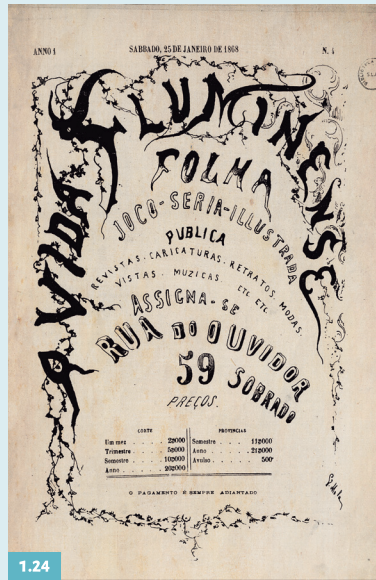 ANNO 1 SABBADO, 25 DE JANEIRO DE 1868 N. 4
A VIDA FLUMINENSE
FOLHA
JOCO-SERIA-ILLUSTRADA
PUBLICA
REVISTAS. CARICATURAS. RETRATOS. MODAS.
VISTAS. MUZICAS ETC ETC
ASSIGNA-SE
RUA DO OUVIDOR
59 SOBRADO
PREÇOS.
CORTE
Um mez . . . . . 2$000
Trimestre . . . . 5$000
Semestre . . . . 10$000
Anno . . . . . . 20$000
PROVINCIAS
Semestre . . . . 11$000
Anno . . . . . 21$000
Avulso . . . . . 500
O PAGAMENTO É SEMPRE ADIANTADO
1.24